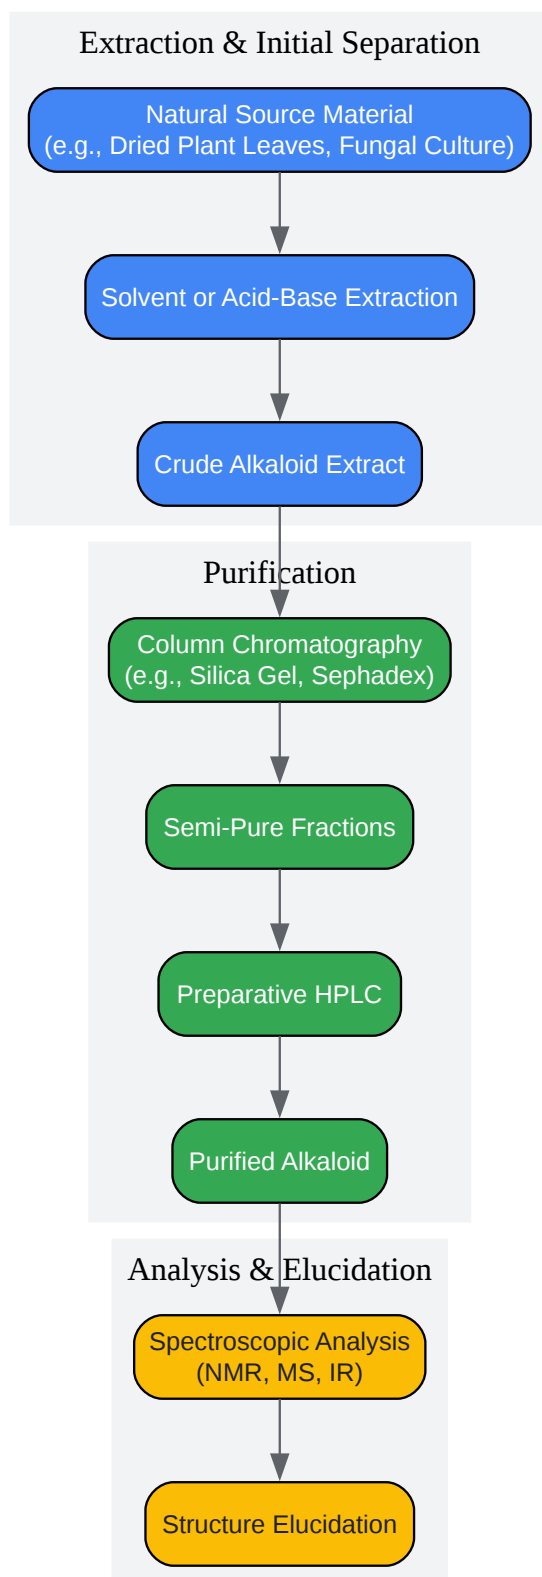 Extraction & Initial Separation
Natural Source Material
(e.g., Dried Plant Leaves, Fungal Culture)
Solvent or Acid-Base Extraction
Crude Alkaloid Extract
Purification
Column Chromatography
(e.g., Silica Gel, Sephadex)
Semi-Pure Fractions
Preparative HPLC
Purified Alkaloid
Analysis & Elucidation
Spectroscopic Analysis
(NMR, MS, IR)
Structure Elucidation